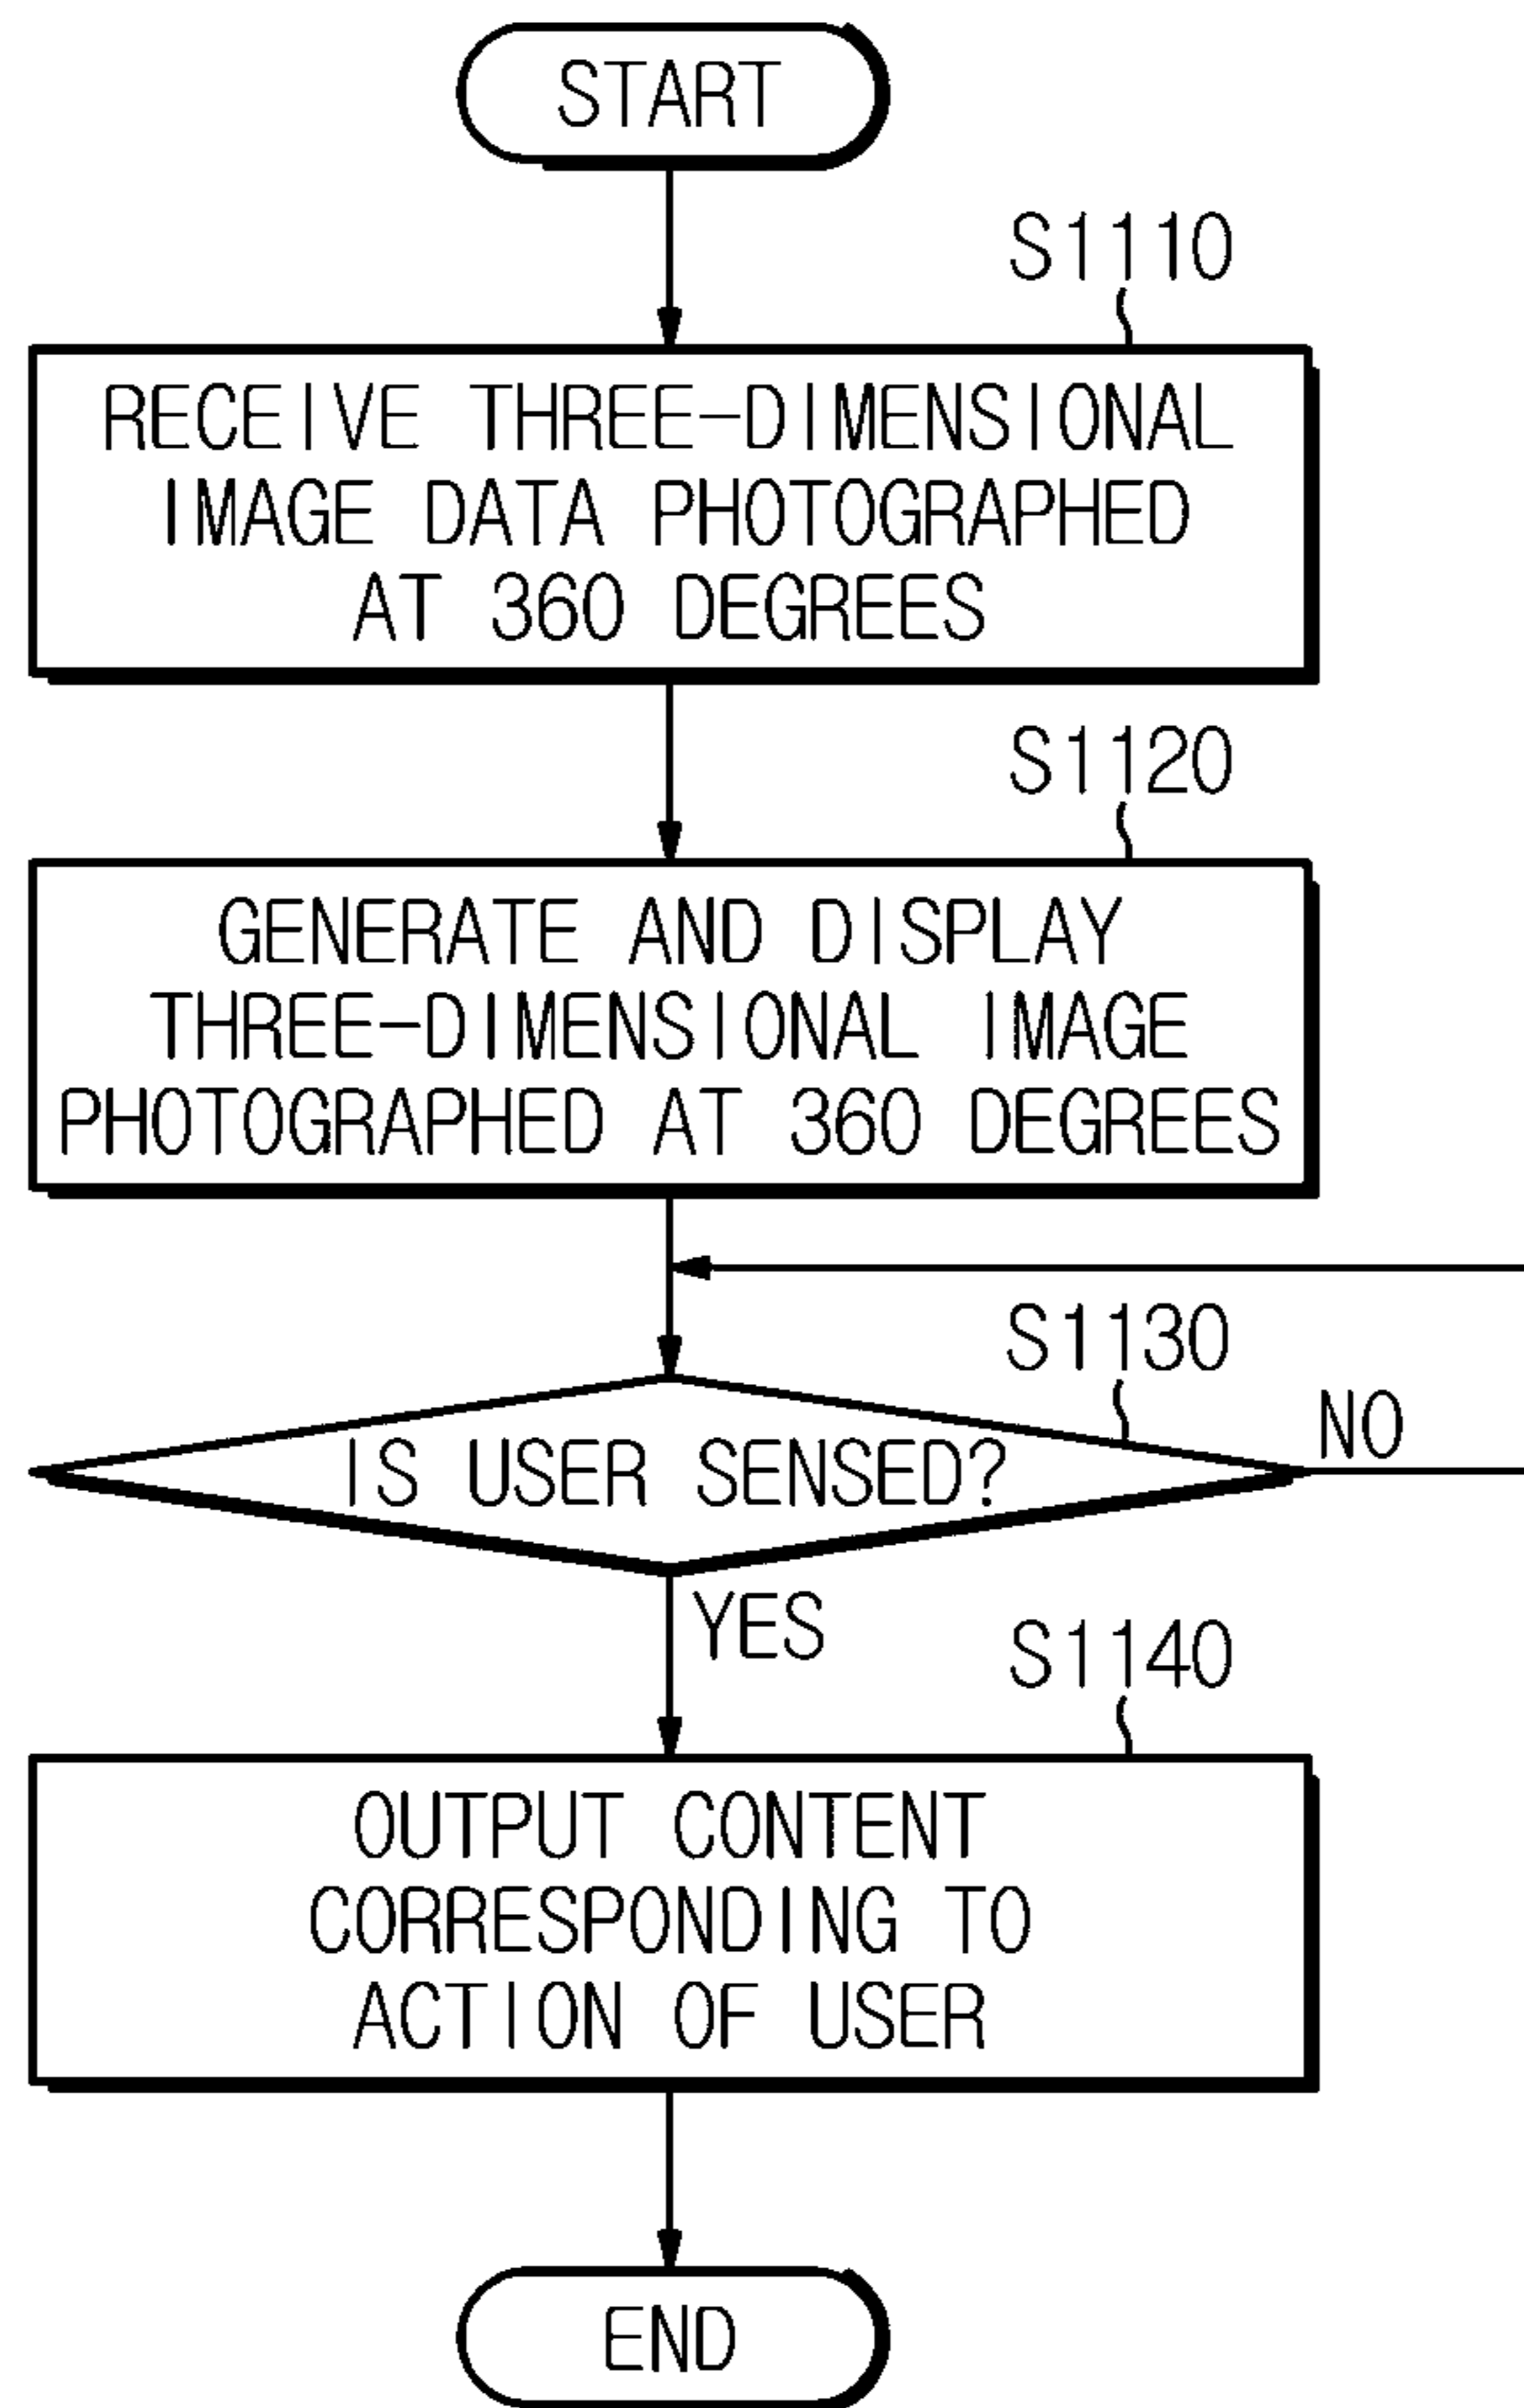 START
S1110
RECEIVE THREE-DIMENSIONAL
IMAGE DATA PHOTOGRAPHED
AT 360 DEGREES
S1120
GENERATE AND DISPLAY
THREE-DIMENSIONAL IMAGE
PHOTOGRAPHED AT 360 DEGREES
S1130
IS USER SENSED?
NO
YES
S1140
OUTPUT CONTENT
CORRESPONDING TO
ACTION OF USER
END